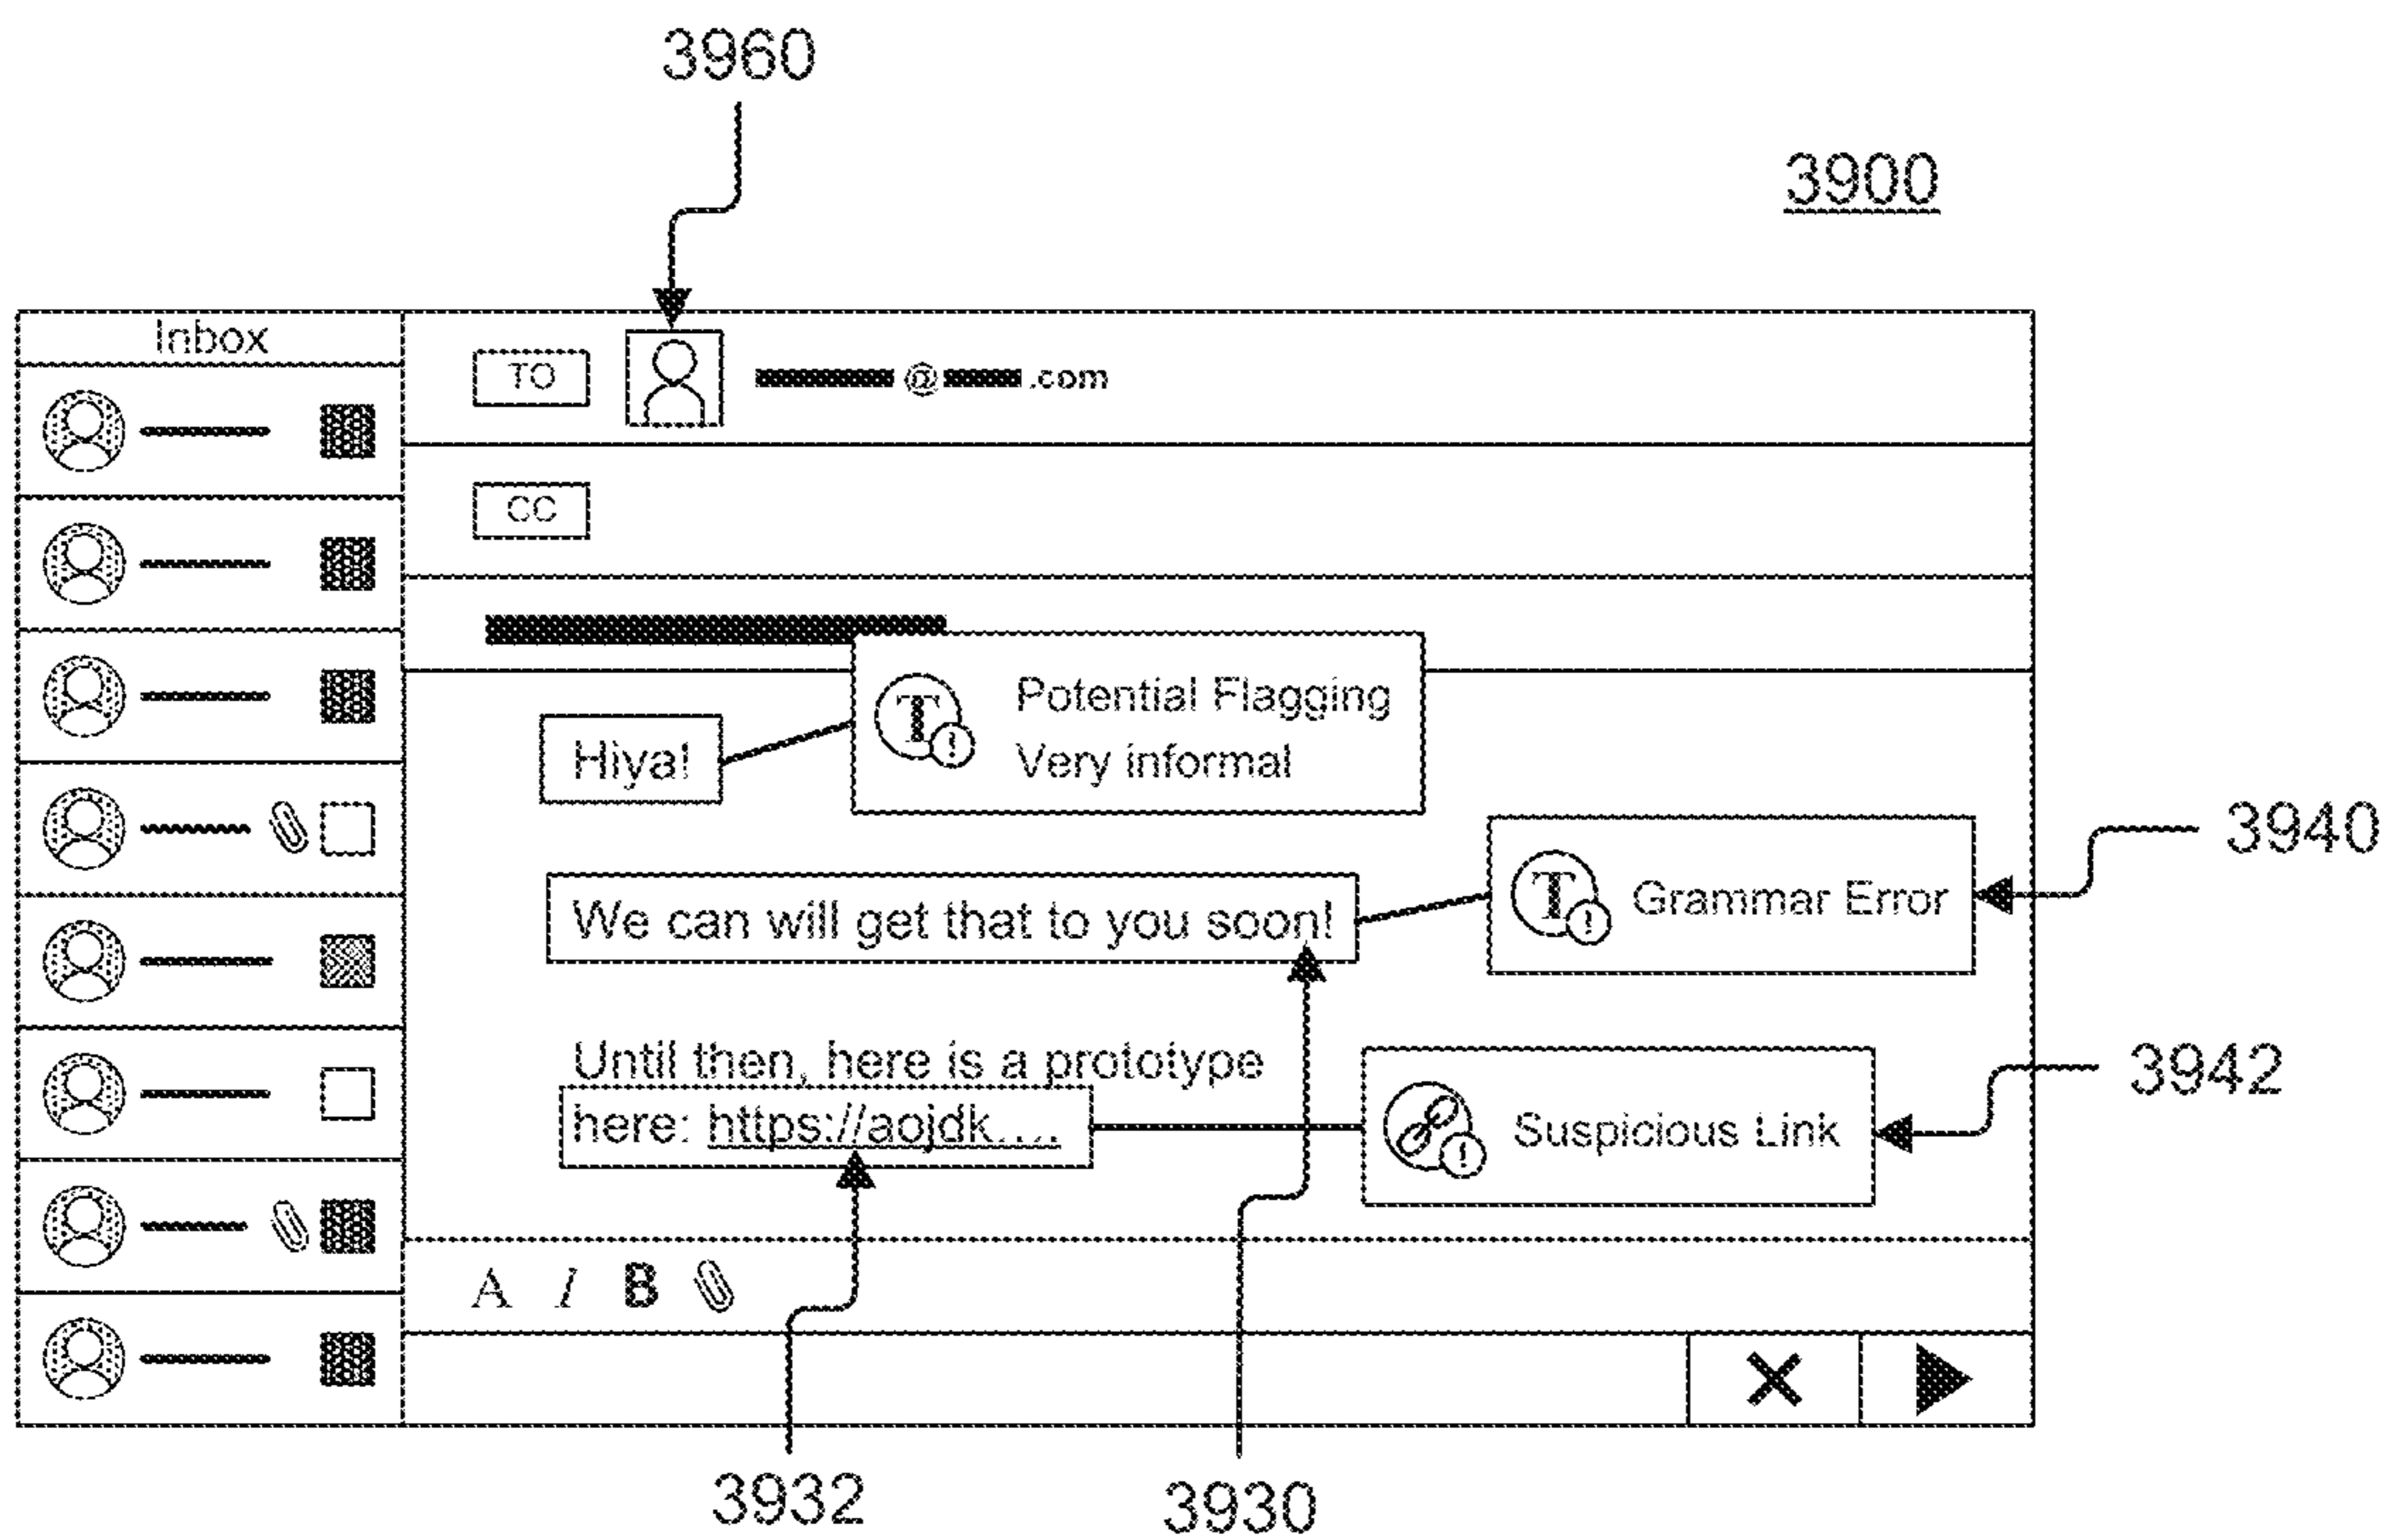 3960
3900
Inbox
TO
@ .com
CC
Potential Flagging
Very informal
Hiya!
3940
Grammar Error
We can will get that to you soon!
Until then, here is a prototype
here: https://aojdk....
3942
Suspicious Link
A I B
3932
3930